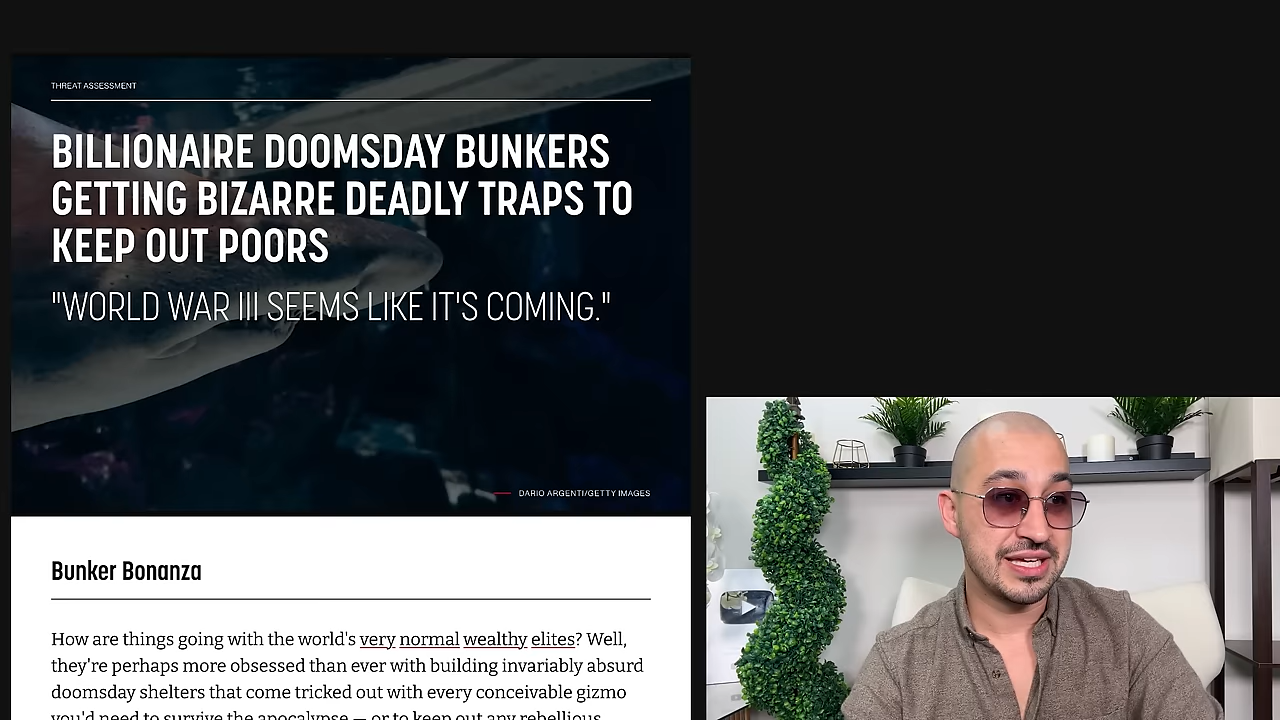 THREAT ASSESSMENT
BILLIONAIRE DOOMSDAY BUNKERS
GETTING BIZARRE DEADLY TRAPS TO
KEEP OUT POORS
"WORLD WAR III SEEMS LIKE IT'S COMING."
DARIO ARGENTI/GETTY IMAGES
Bunker Bonanza
How are things going with the world's very normal wealthy elites? Well,
they're perhaps more obsessed than ever with building invariably absurd
doomsday shelters that come tricked out with every conceivable gizmo
you'd need to survive the apocalypse — or to keep out any rebellious